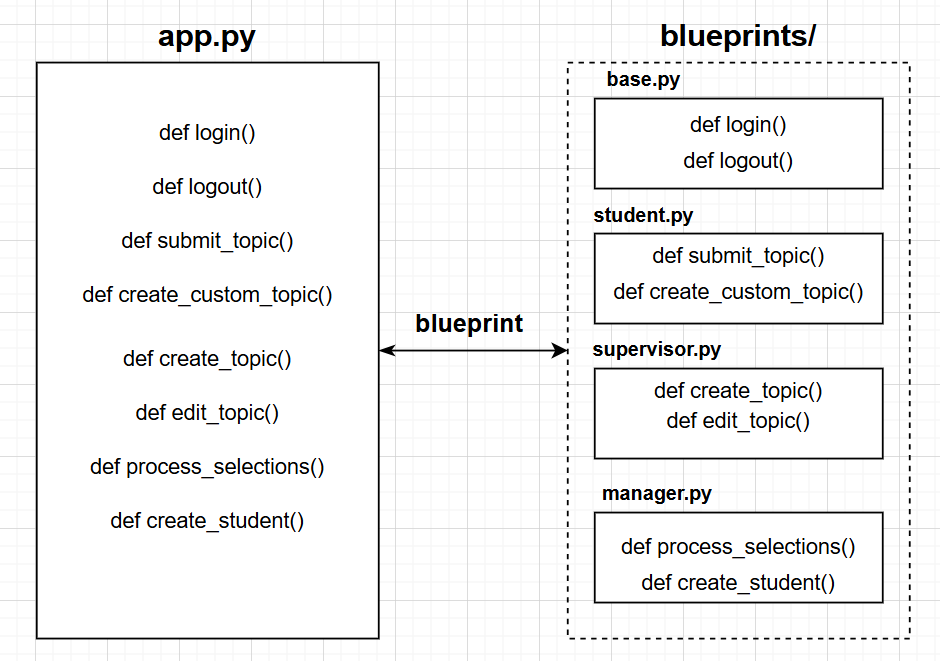 app.py
def login()
def logout()
def submit_topic()
def create_custom_topic()
def create_topic()
def edit_topic()
def process_selections()
def create_student()
blueprint
blueprints/
base.py
def login()
def logout()
student.py
def submit_topic()
def create_custom_topic()
supervisor.py
def create_topic()
def edit_topic()
manager.py
def process_selections()
def create_student()